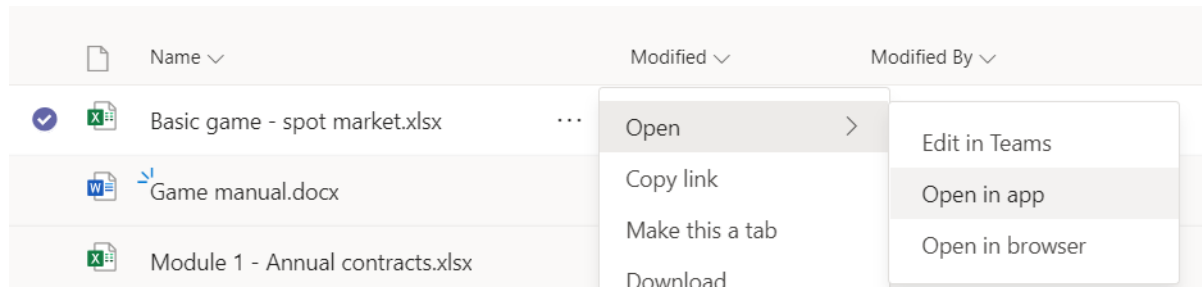 Name Modified Modified By
Basic game - spot market.xlsx ...
Game manual.docx
Module 1 - Annual contracts.xlsx
Open
Copy link
Make this a tab
Download
Edit in Teams
Open in app
Open in browser